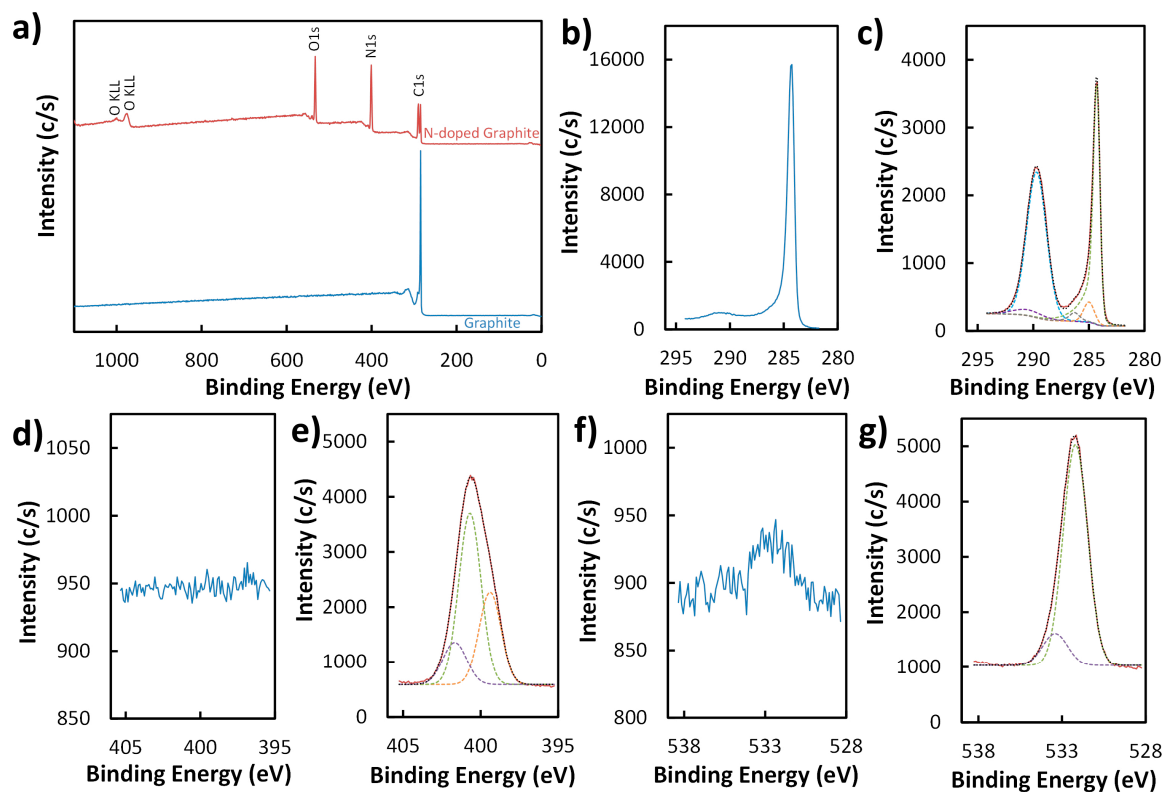 a)
Intensity (c/s)
O KLL
O KLL
O1s
N1s
C1s
N-doped Graphite
Graphite
1000 800 600 400 200 0
Binding Energy (eV)
b)
Intensity (c/s)
16000
12000
8000
4000
0
295 290 285 280
Binding Energy (eV)
c)
Intensity (c/s)
4000
3000
2000
1000
0
295 290 285 280
Binding Energy (eV)
d)
Intensity (c/s)
1050
1000
950
900
850
405 400 395
Binding Energy (eV)
e)
Intensity (c/s)
5000
4000
3000
2000
1000
0
405 400 395
Binding Energy (eV)
f)
Intensity (c/s)
1000
950
900
850
800
538 533 528
Binding Energy (eV)
g)
Intensity (c/s)
5000
4000
3000
2000
1000
0
538 533 528
Binding Energy (eV)